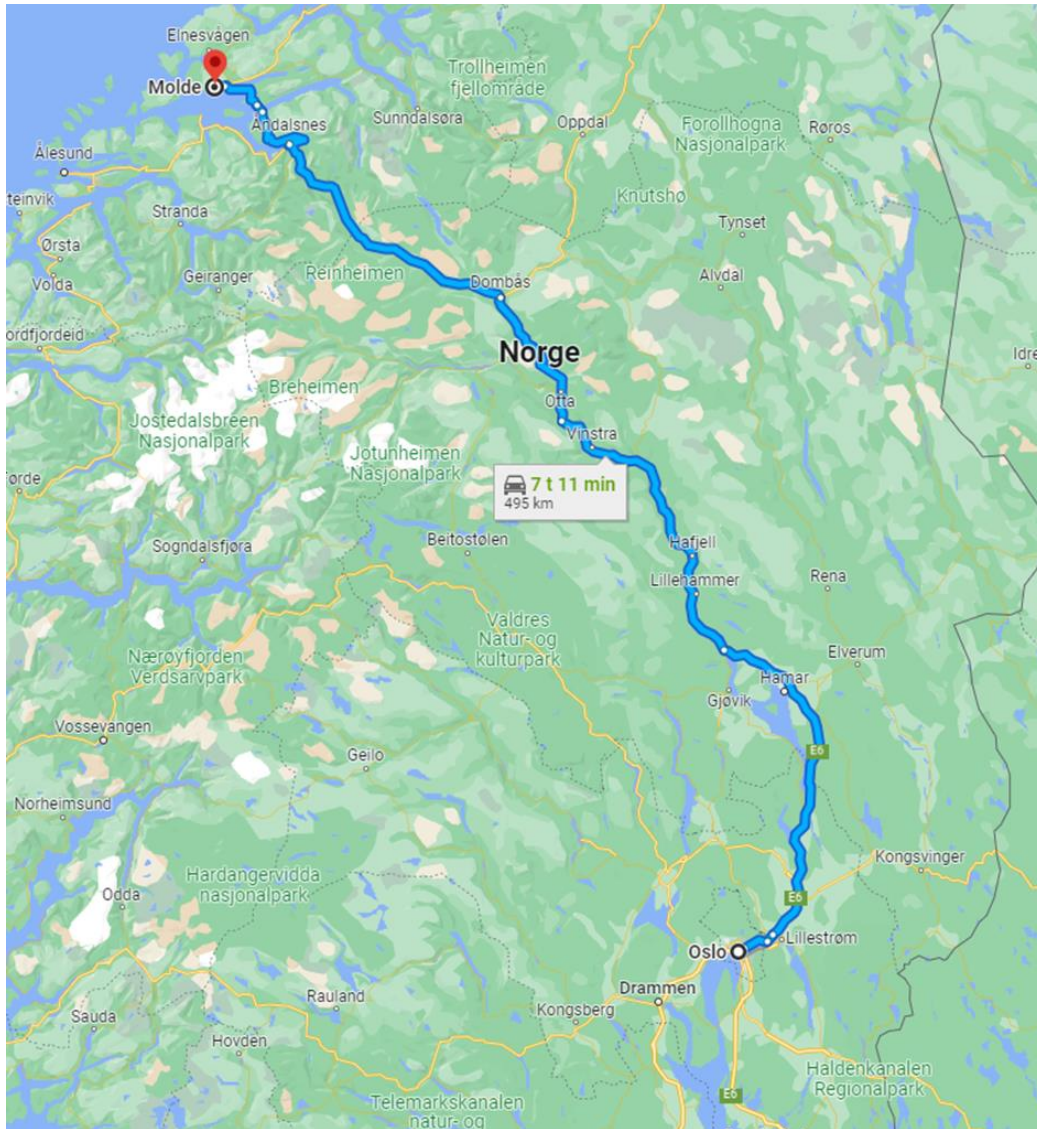 Elnesvågen
Molde
Trollheimen
fjellområde
Sunndalsøra
Oppdal
Forollhogna
Nasjonalpark
Røros
Åndalsnes
Ålesund
teinvik
Stranda
Knutshø
Tynset
Ørsta
Volda
Geiranger
Reinheimen
Dombås
Alvdal
ordfjordeid
Norge
Idre
Breheimen
Otta
Jostedalsbreen
Nasjonalpark
Vinstra
Jotunheimen
Nasjonalpark
7 t 11 min
495 km
Førde
Sogndalsfjøra
Beitostølen
Hafjell
Lillehammer
Rena
Valdres
Natur- og
kulturpark
Nærøyfjorden
Verdsarvpark
Elverum
Hamar
Gjøvik
Vossevangen
Geilo
E6
Norheimsund
Kongsvinger
Hardangervidda
nasjonalpark
Odda
E6
Oslo
Lillestrøm
Drammen
Rauland
Kongsberg
Sauda
Hovden
Haldenkanalen
Regionalpark
E6
Telemarkskanalen
natur- og